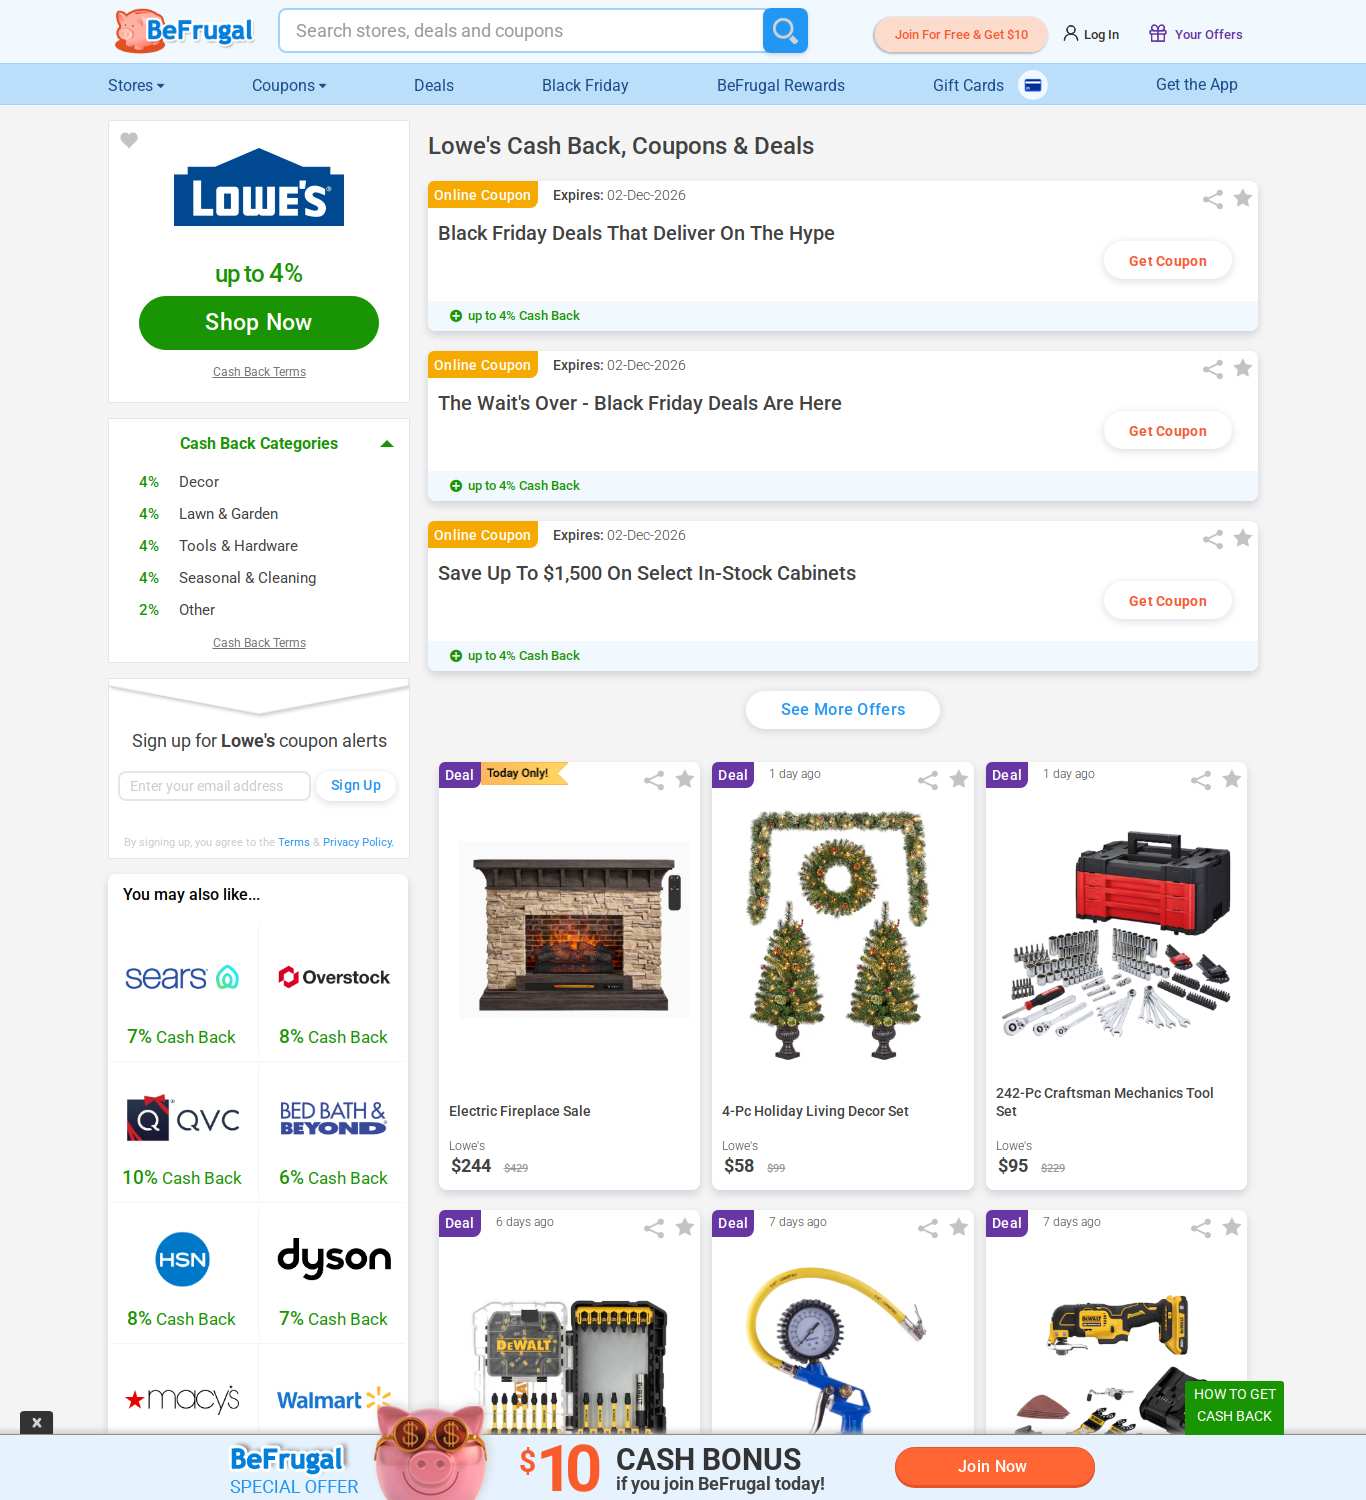 BeFrugal
Search stores, deals and coupons
Join For Free & Get $10
Log In
Your Offers
Stores
Coupons
Deals
Black Friday
BeFrugal Rewards
Gift Cards
Get the App
LOWE'S
up to 4%
Shop Now
Cash Back Terms
Cash Back Categories
4% Decor
4% Lawn & Garden
4% Tools & Hardware
4% Seasonal & Cleaning
2% Other
Cash Back Terms
Sign up for Lowe's coupon alerts
Enter your email address
Sign Up
By signing up, you agree to the Terms & Privacy Policy.
You may also like...
sears
Overstock
7% Cash Back
8% Cash Back
Q QVC
BED BATH &
BEYOND
10% Cash Back
6% Cash Back
HSN
dyson
8% Cash Back
7% Cash Back
macy's
Walmart
Lowe's Cash Back, Coupons & Deals
Online Coupon
Expires: 02-Dec-2026
Black Friday Deals That Deliver On The Hype
Get Coupon
up to 4% Cash Back
Online Coupon
Expires: 02-Dec-2026
The Wait's Over - Black Friday Deals Are Here
Get Coupon
up to 4% Cash Back
Online Coupon
Expires: 02-Dec-2026
Save Up To $1,500 On Select In-Stock Cabinets
Get Coupon
up to 4% Cash Back
See More Offers
Deal
Today Only!
Electric Fireplace Sale
Lowe's
$244 $429
Deal
1 day ago
4-Pc Holiday Living Decor Set
Lowe's
$58 $99
Deal
1 day ago
242-Pc Craftsman Mechanics Tool
Set
Lowe's
$95 $229
Deal
6 days ago
DEWALT
Deal
7 days ago
Deal
7 days ago
HOW TO GET
CASH BACK
x
BeFrugal
SPECIAL OFFER
$ $
$10
CASH BONUS
if you join BeFrugal today!
Join Now